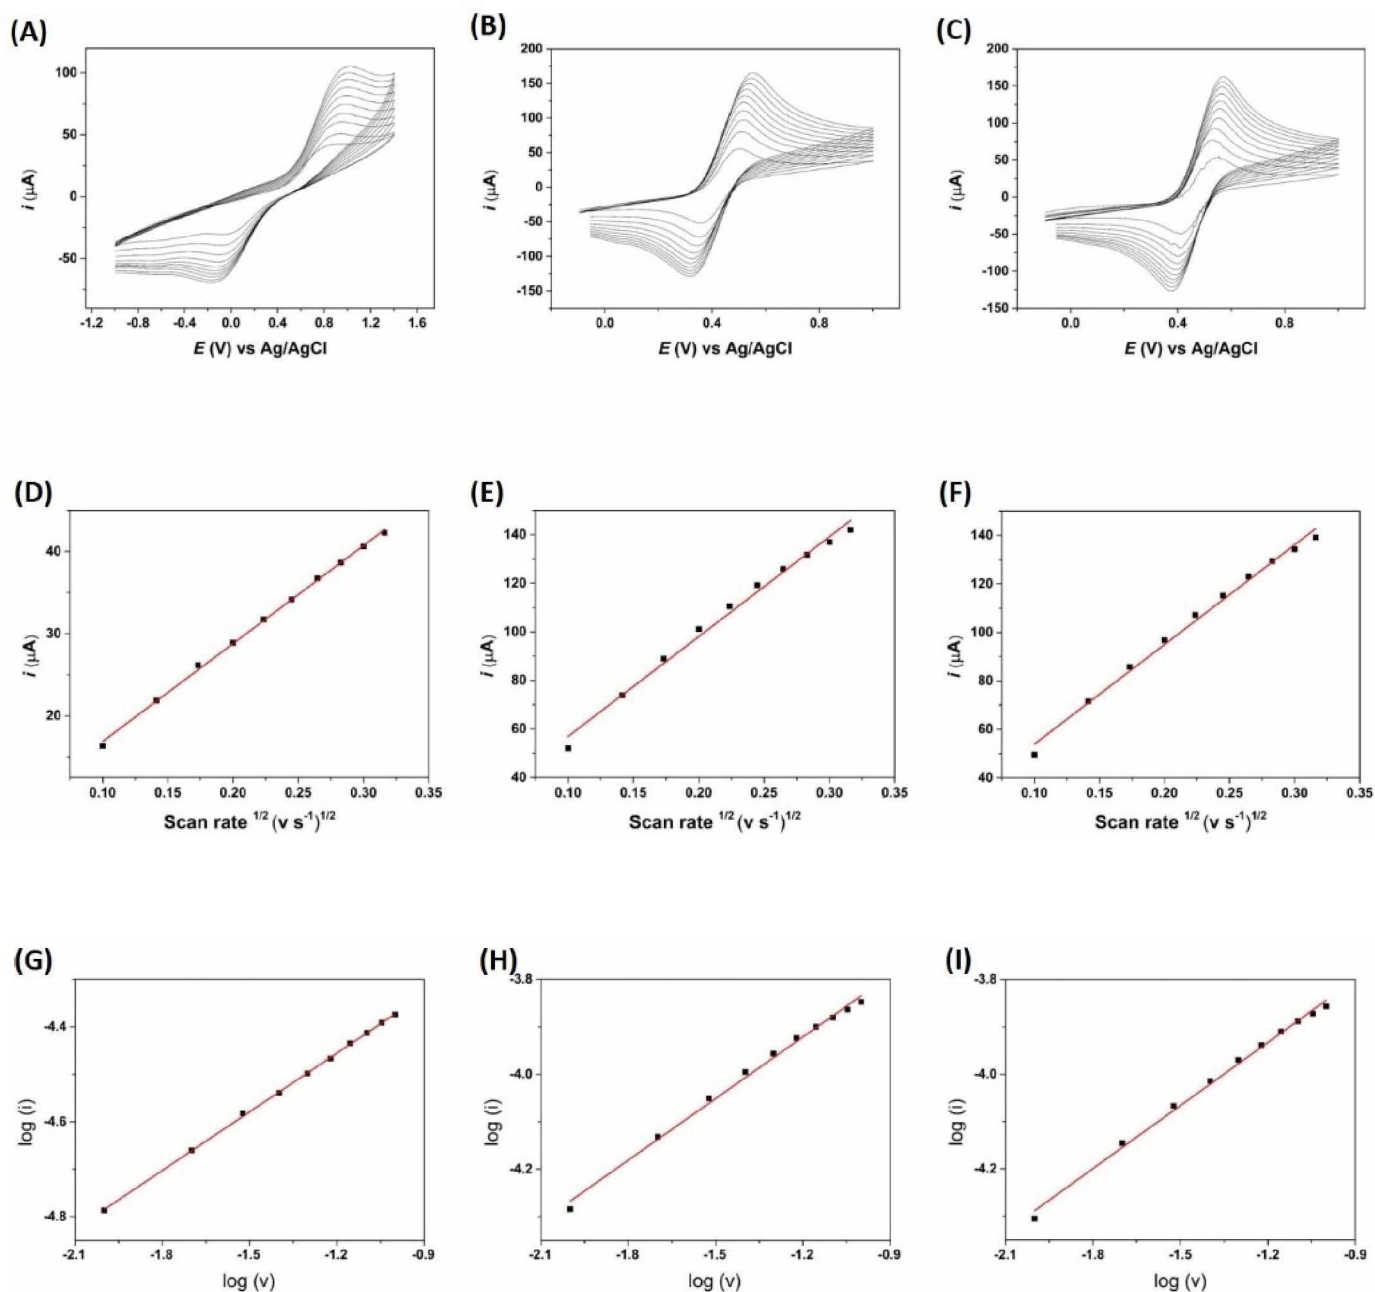 (A)
100
50
0
-50
i (µA)
-1.2 -0.8 -0.4 0.0 0.4 0.8 1.2 1.6
E (V) vs Ag/AgCl
(B)
200
150
100
50
0
-50
-100
-150
i (µA)
0.0 0.4 0.8
E (V) vs Ag/AgCl
(C)
200
150
100
50
0
-50
-100
-150
i (µA)
0.0 0.4 0.8
E (V) vs Ag/AgCl
(D)
40
30
20
i (µA)
0.10 0.15 0.20 0.25 0.30 0.35
Scan rate 1/2 (v s-1)1/2
(E)
140
120
100
80
60
40
i (µA)
0.10 0.15 0.20 0.25 0.30 0.35
Scan rate 1/2 (v s-1)1/2
(F)
140
120
100
80
60
40
i (µA)
0.10 0.15 0.20 0.25 0.30 0.35
Scan rate 1/2 (v s-1)1/2
(G)
-4.4
-4.6
-4.8
log (i)
-2.1 -1.8 -1.5 -1.2 -0.9
log (v)
(H)
-3.8
-4.0
-4.2
log (i)
-2.1 -1.8 -1.5 -1.2 -0.9
log (v)
(I)
-3.8
-4.0
-4.2
log (i)
-2.1 -1.8 -1.5 -1.2 -0.9
log (v)